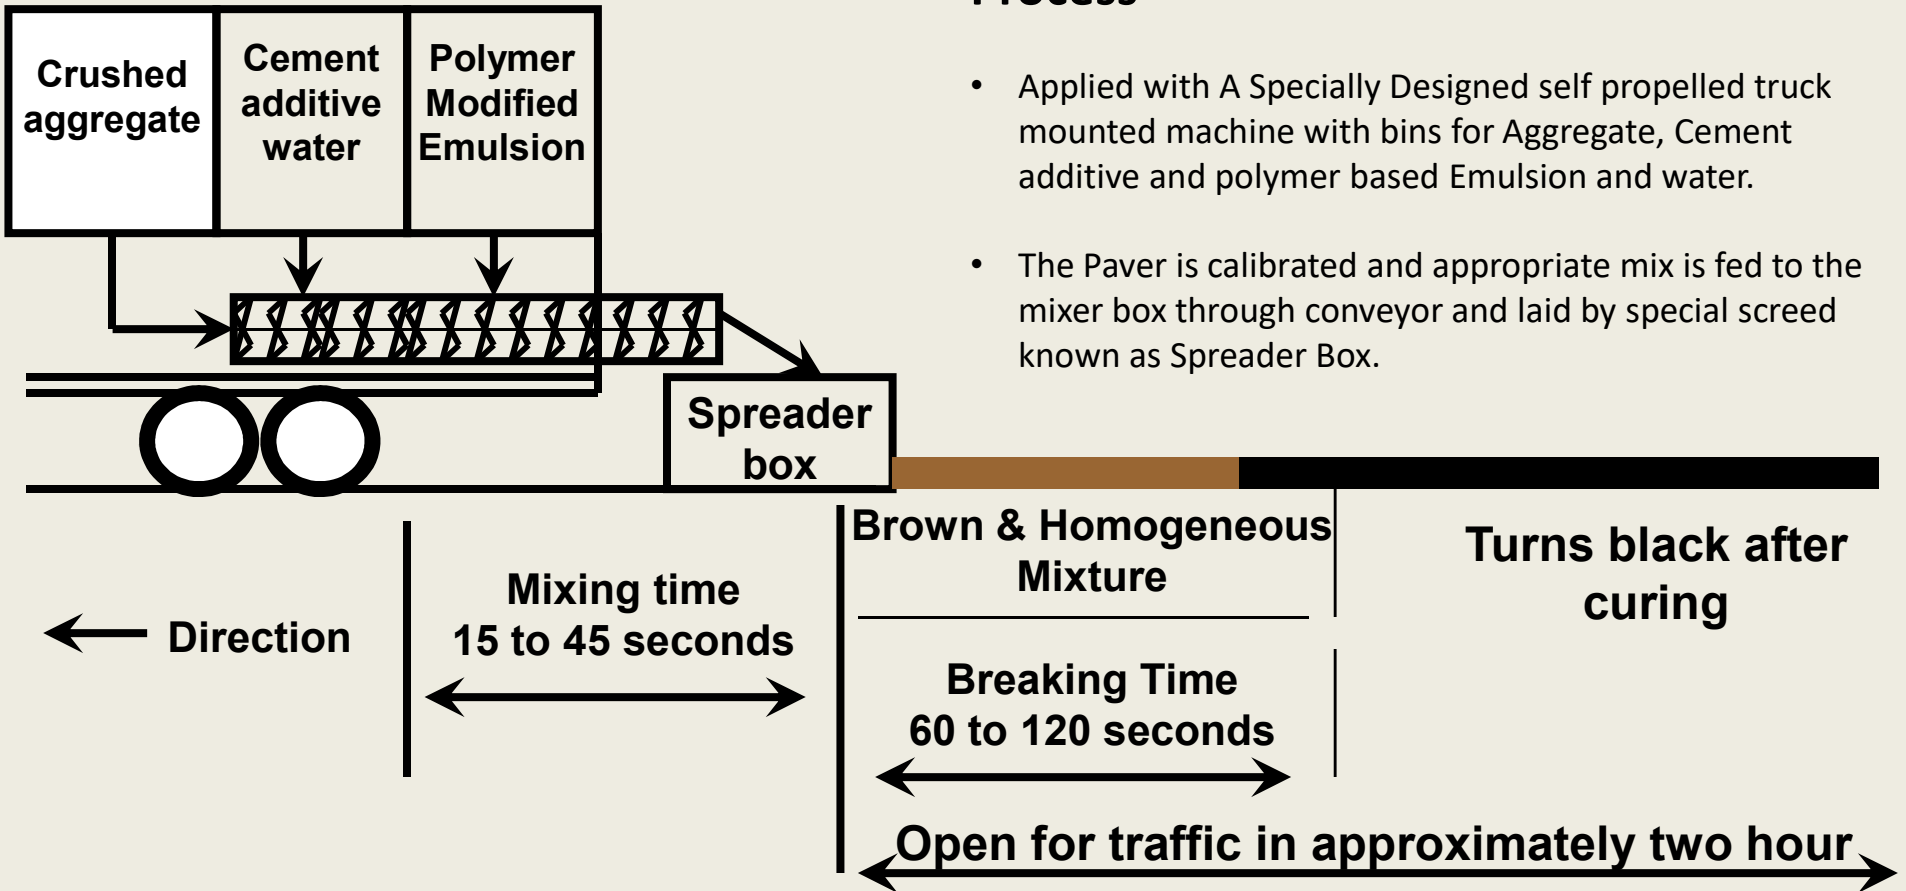 Process
Crushed
aggregate
Cement
additive
water
Polymer
Modified
Emulsion
• Applied with A Specially Designed self propelled truck
mounted machine with bins for Aggregate, Cement
additive and polymer based Emulsion and water.
• The Paver is calibrated and appropriate mix is fed to the
mixer box through conveyor and laid by special screed
known as Spreader Box.
Spreader
box
Brown & Homogeneous
Mixture
Turns black after
curing
Direction
Mixing time
15 to 45 seconds
Breaking Time
60 to 120 seconds
Open for traffic in approximately two hour